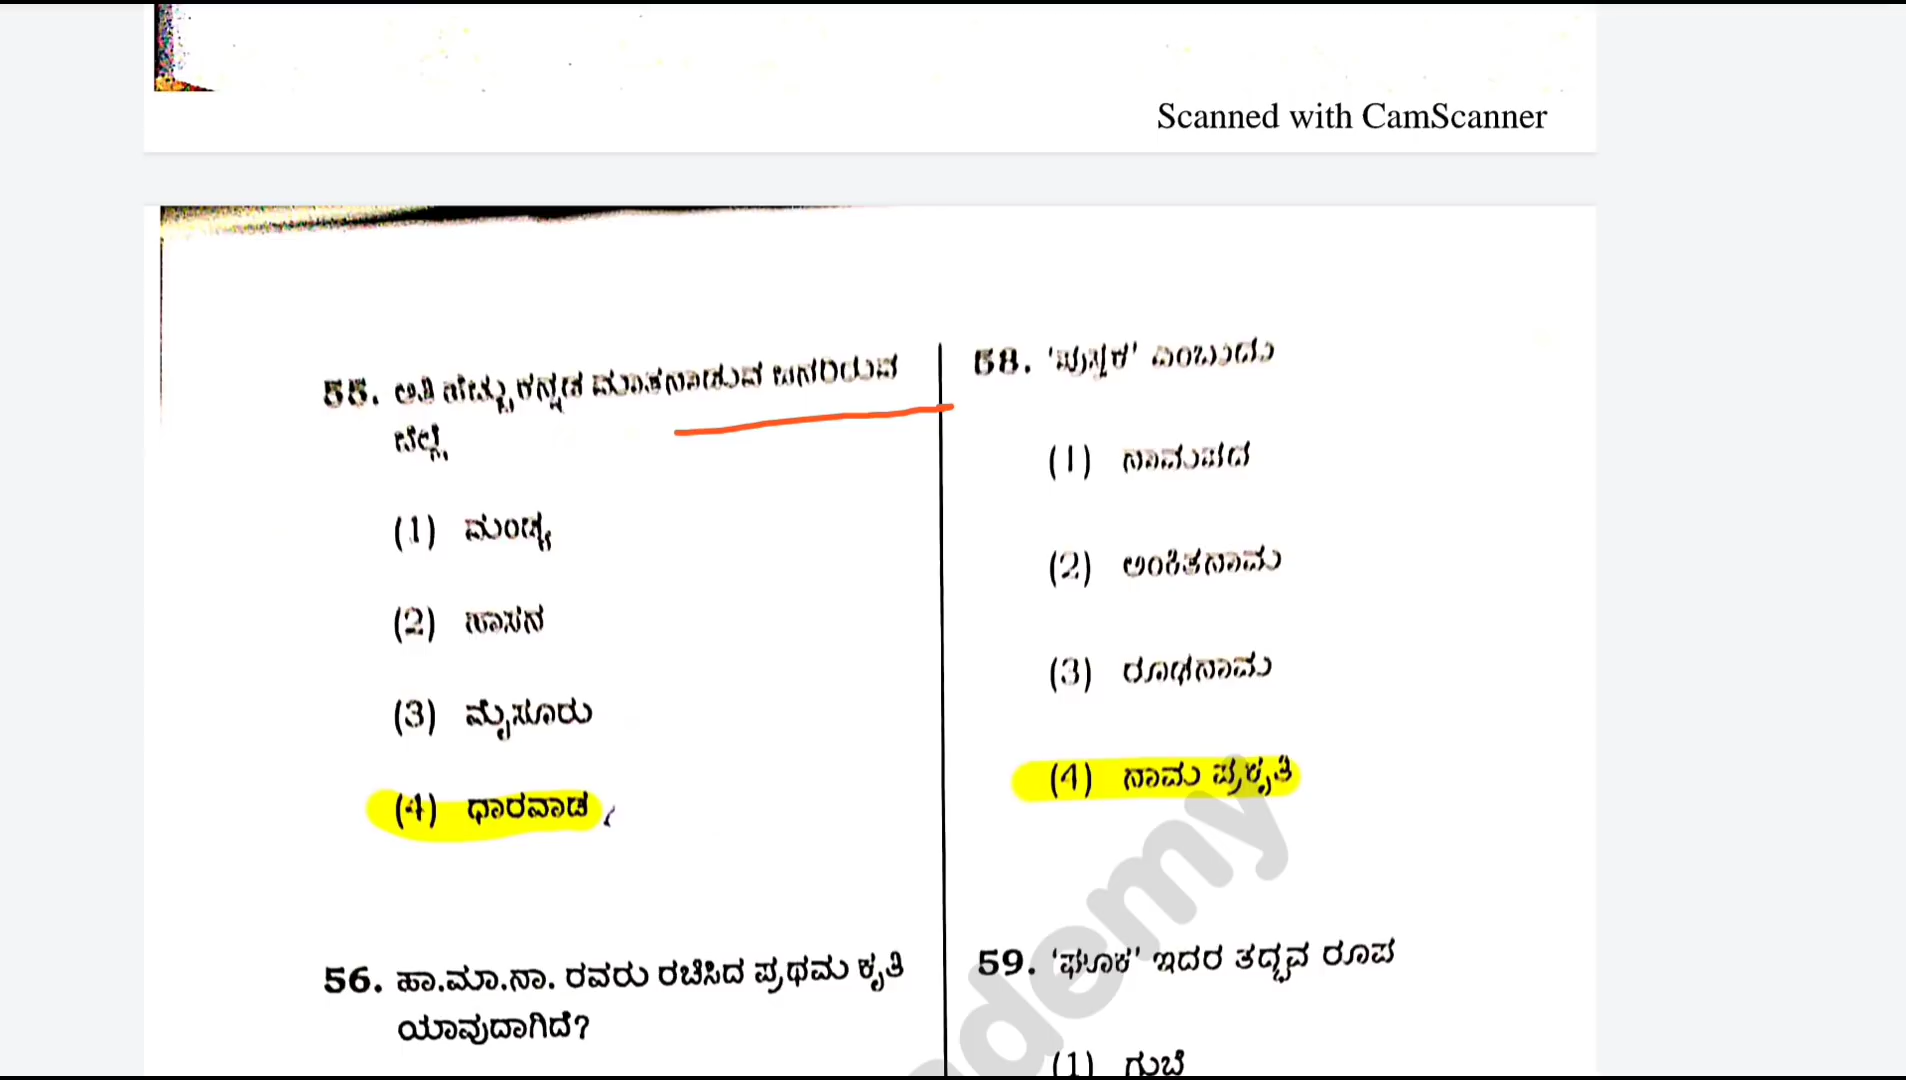 Scanned with CamScanner
55. ಅತಿ ಹೆಚ್ಚು ಕನ್ನಡ ಮಾತನಾಡುವ ಜನರಿರುವ
ಜಿಲ್ಲೆ
(1) ಮಂಡ್ಯ
(2) ಹಾಸನ
(3) ಮೈಸೂರು
(4) ಧಾರವಾಡ
56. ಹಾ.ಮಾ.ನಾ. ರವರು ರಚಿಸಿದ ಪ್ರಥಮ ಕೃತಿ
ಯಾವುದಾಗಿದೆ?
58. 'ಪುಸ್ತಕ' ಎಂಬುದು
(1) ನಾಮಪದ
(2) ಅಂಕಿತನಾಮ
(3) ರೂಢನಾಮ
(4) ನಾಮ ಪ್ರಕೃತಿ
59. 'ಘೂಕ' ಇದರ ತದ್ಭವ ರೂಪ
(1) ಗುಬೆ